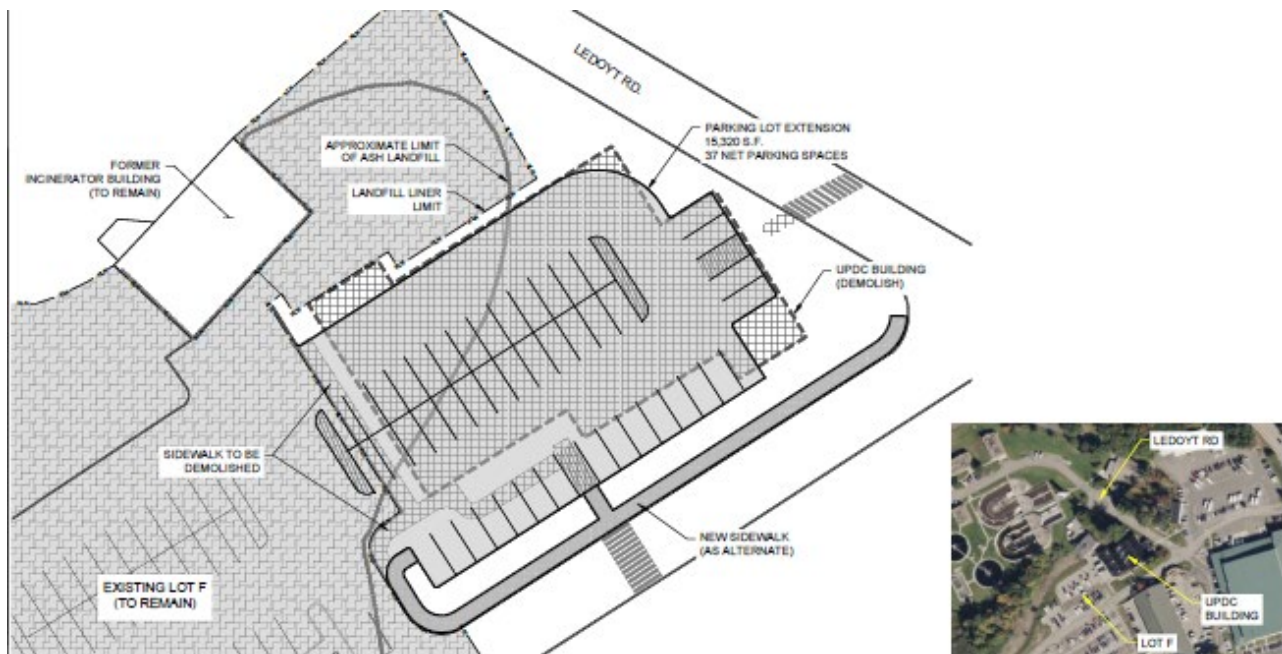 LEDOYT RD.
PARKING LOT EXTENSION
15,320 S.F.
37 NET PARKING SPACES
APPROXIMATE LIMIT
OF ASH LANDFILL
FORMER
INCINERATOR BUILDING
(TO REMAIN)
LANDFILL LINER
LIMIT
UPDC BUILDING
(DEMOLISH)
SIDEWALK TO BE
DEMOLISHED
NEW SIDEWALK
(AS ALTERNATE)
EXISTING LOT F
(TO REMAIN)
LEDOYT RD
UPDC
BUILDING
LOT F